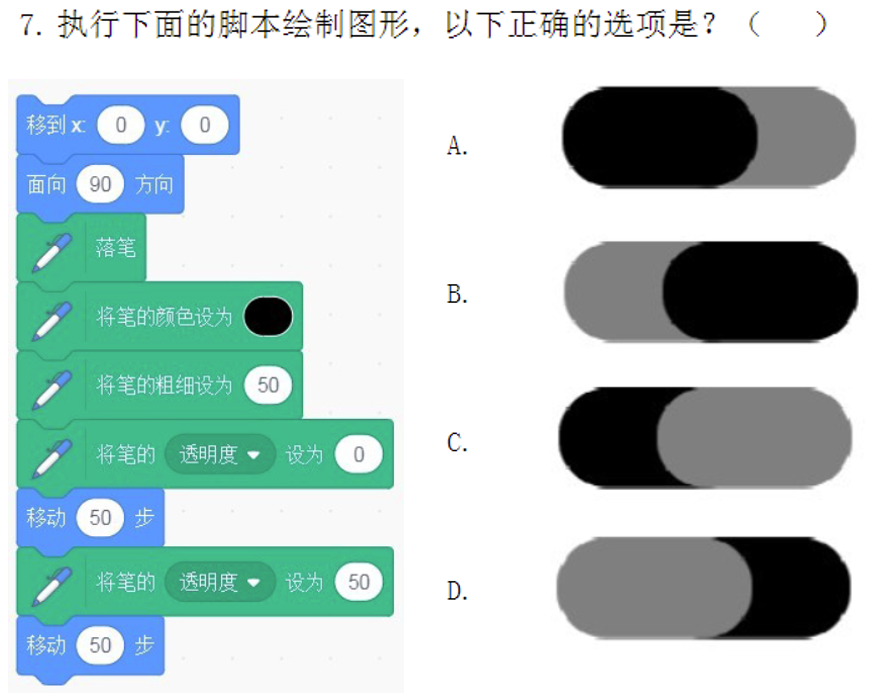 7. 执行下面的脚本绘制图形，以下正确的选项是？（　　）
移到 x: 0 y: 0
面向 90 方向
落笔
将笔的颜色设为
将笔的粗细设为 50
将笔的 透明度 设为 0
移动 50 步
将笔的 透明度 设为 50
移动 50 步
A.
B.
C.
D.